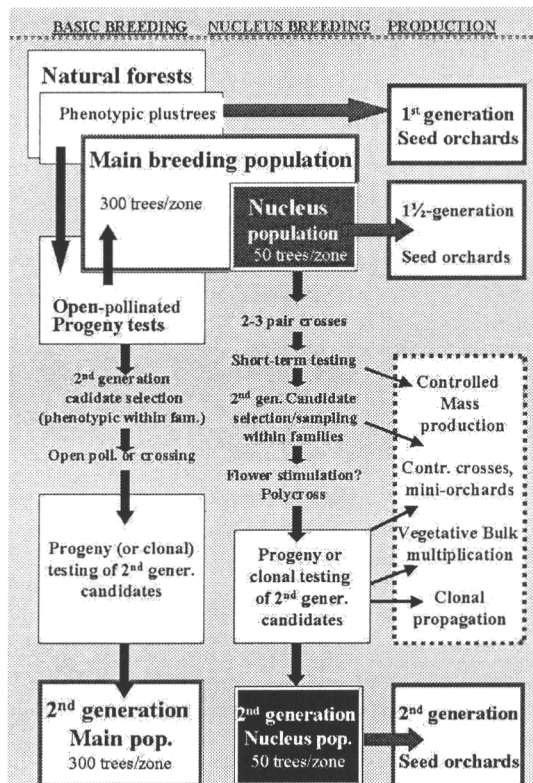 BASIC BREEDING
NUCLEUS BREEDING
PRODUCTION
Natural forests
Phenotypic plustrees
1st generation
Seed orchards
Main breeding population
300 trees/zone
Nucleus
population
50 trees/zone
1½-generation
Seed orchards
Open-pollinated
Progeny tests
2-3 pair crosses
Short-term testing
2nd generation
cadidate selection
(phenotypic within fam.)
2nd gen. Candidate
selection/sampling
within families
Controlled
Mass
production
Open poll. or crossing
Flower stimulation?
Polycross
Contr. crosses,
mini-orchards
Progeny (or clonal)
testing of 2nd gener.
candidates
Progeny or
clonal testing
of 2nd gener.
candidates
Vegetative Bulk
multiplication
Clonal
propagation
2nd generation
Main pop.
300 trees/zone
2nd generation
Nucleus pop.
50 trees/zone
2nd generation
Seed orchards